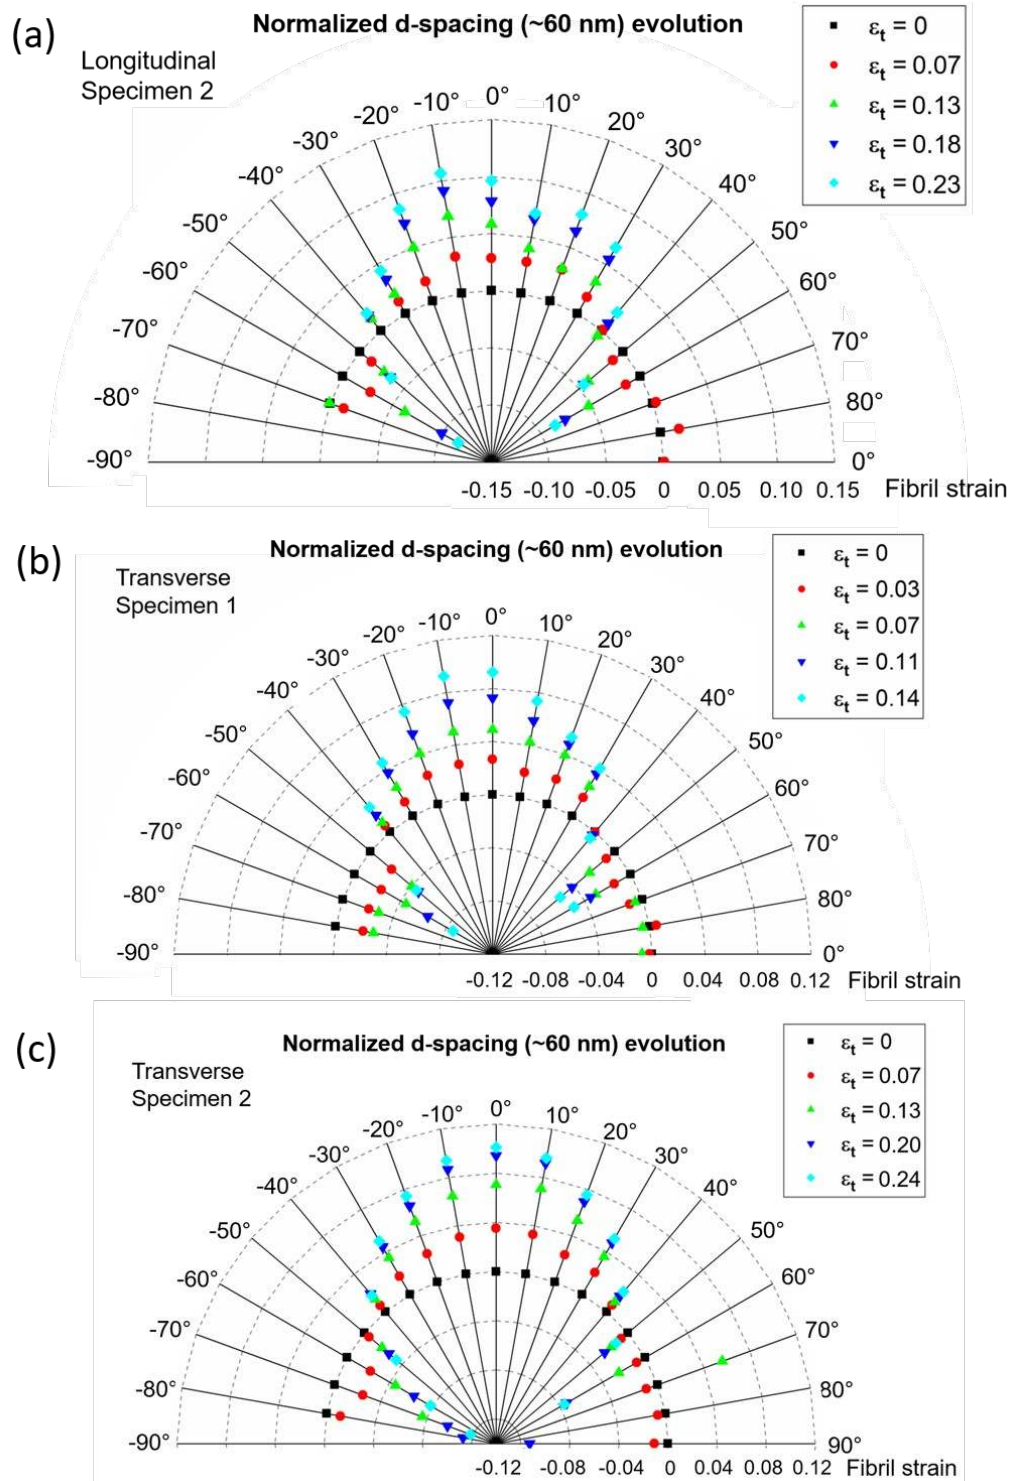 (a)
Normalized d-spacing (~60 nm) evolution
Longitudinal
Specimen 2
εt = 0
εt = 0.07
εt = 0.13
εt = 0.18
εt = 0.23
-90°
-80°
-70°
-60°
-50°
-40°
-30°
-20°
-10°
0°
10°
20°
30°
40°
50°
60°
70°
80°
0°
-0.15 -0.10 -0.05 0 0.05 0.10 0.15 Fibril strain
(b)
Normalized d-spacing (~60 nm) evolution
Transverse
Specimen 1
εt = 0
εt = 0.03
εt = 0.07
εt = 0.11
εt = 0.14
-90°
-80°
-70°
-60°
-50°
-40°
-30°
-20°
-10°
0°
10°
20°
30°
40°
50°
60°
70°
80°
0°
-0.12 -0.08 -0.04 0 0.04 0.08 0.12 Fibril strain
(c)
Normalized d-spacing (~60 nm) evolution
Transverse
Specimen 2
εt = 0
εt = 0.07
εt = 0.13
εt = 0.20
εt = 0.24
-90°
-80°
-70°
-60°
-50°
-40°
-30°
-20°
-10°
0°
10°
20°
30°
40°
50°
60°
70°
80°
90°
-0.12 -0.08 -0.04 0 0.04 0.08 0.12 Fibril strain